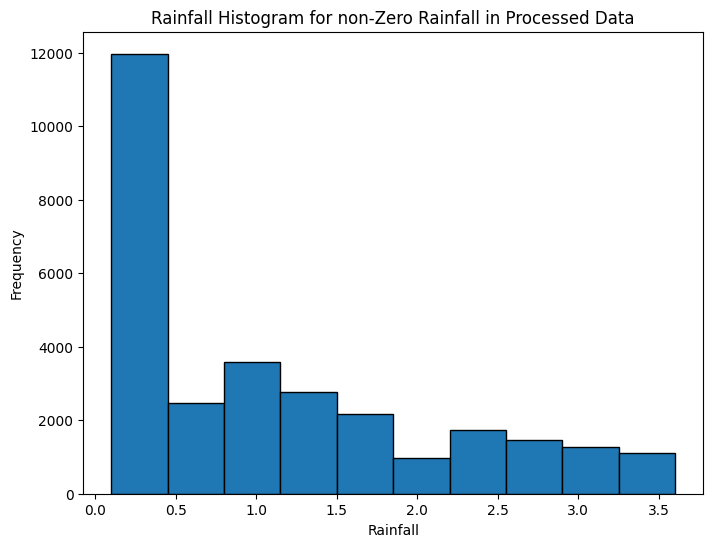 Rainfall Histogram for non-Zero Rainfall in Processed Data
12000
10000
8000
6000
4000
2000
0
Frequency
0.0 0.5 1.0 1.5 2.0 2.5 3.0 3.5
Rainfall